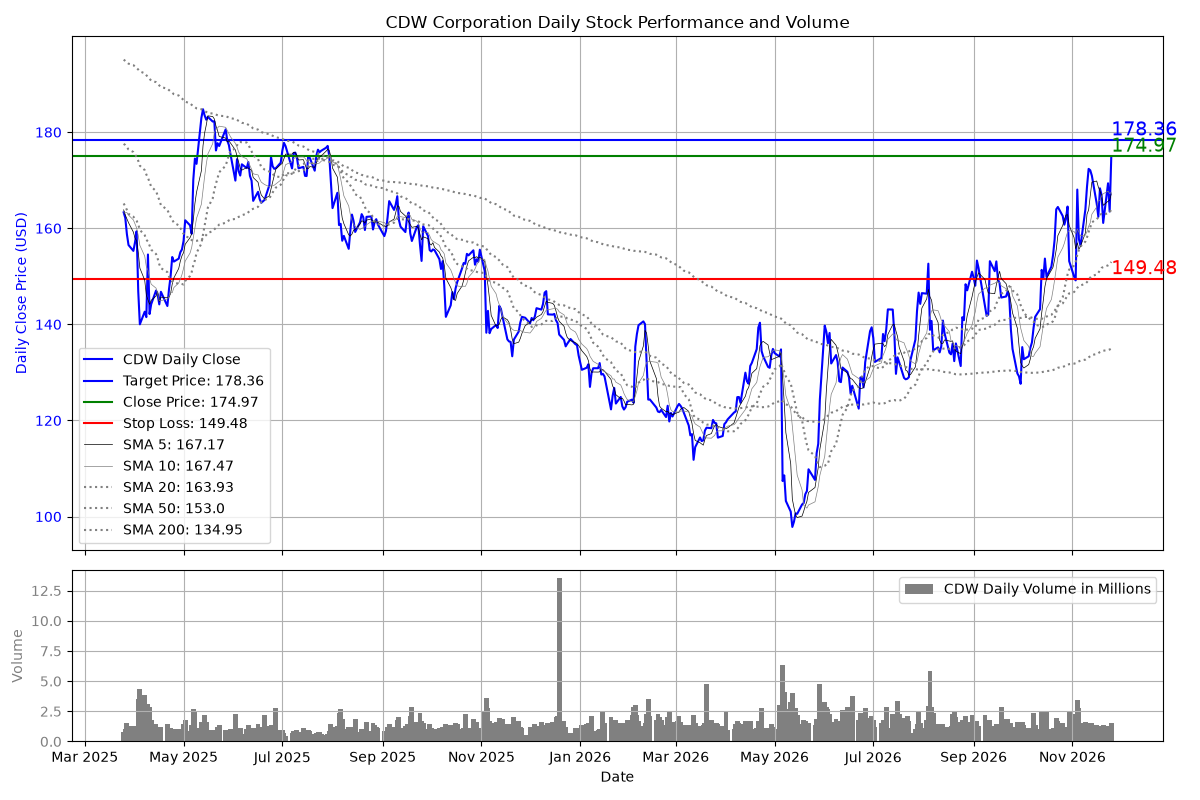 CDW Corporation Daily Stock Performance and Volume
Daily Close Price (USD)
180
160
140
120
100
178.36
174.97
149.48
CDW Daily Close
Target Price: 178.36
Close Price: 174.97
Stop Loss: 149.48
SMA 5: 167.17
SMA 10: 167.47
SMA 20: 163.93
SMA 50: 153.0
SMA 200: 134.95
Volume
12.5
10.0
7.5
5.0
2.5
0.0
CDW Daily Volume in Millions
Mar 2025 May 2025 Jul 2025 Sep 2025 Nov 2025 Jan 2026 Mar 2026 May 2026 Jul 2026 Sep 2026 Nov 2026
Date